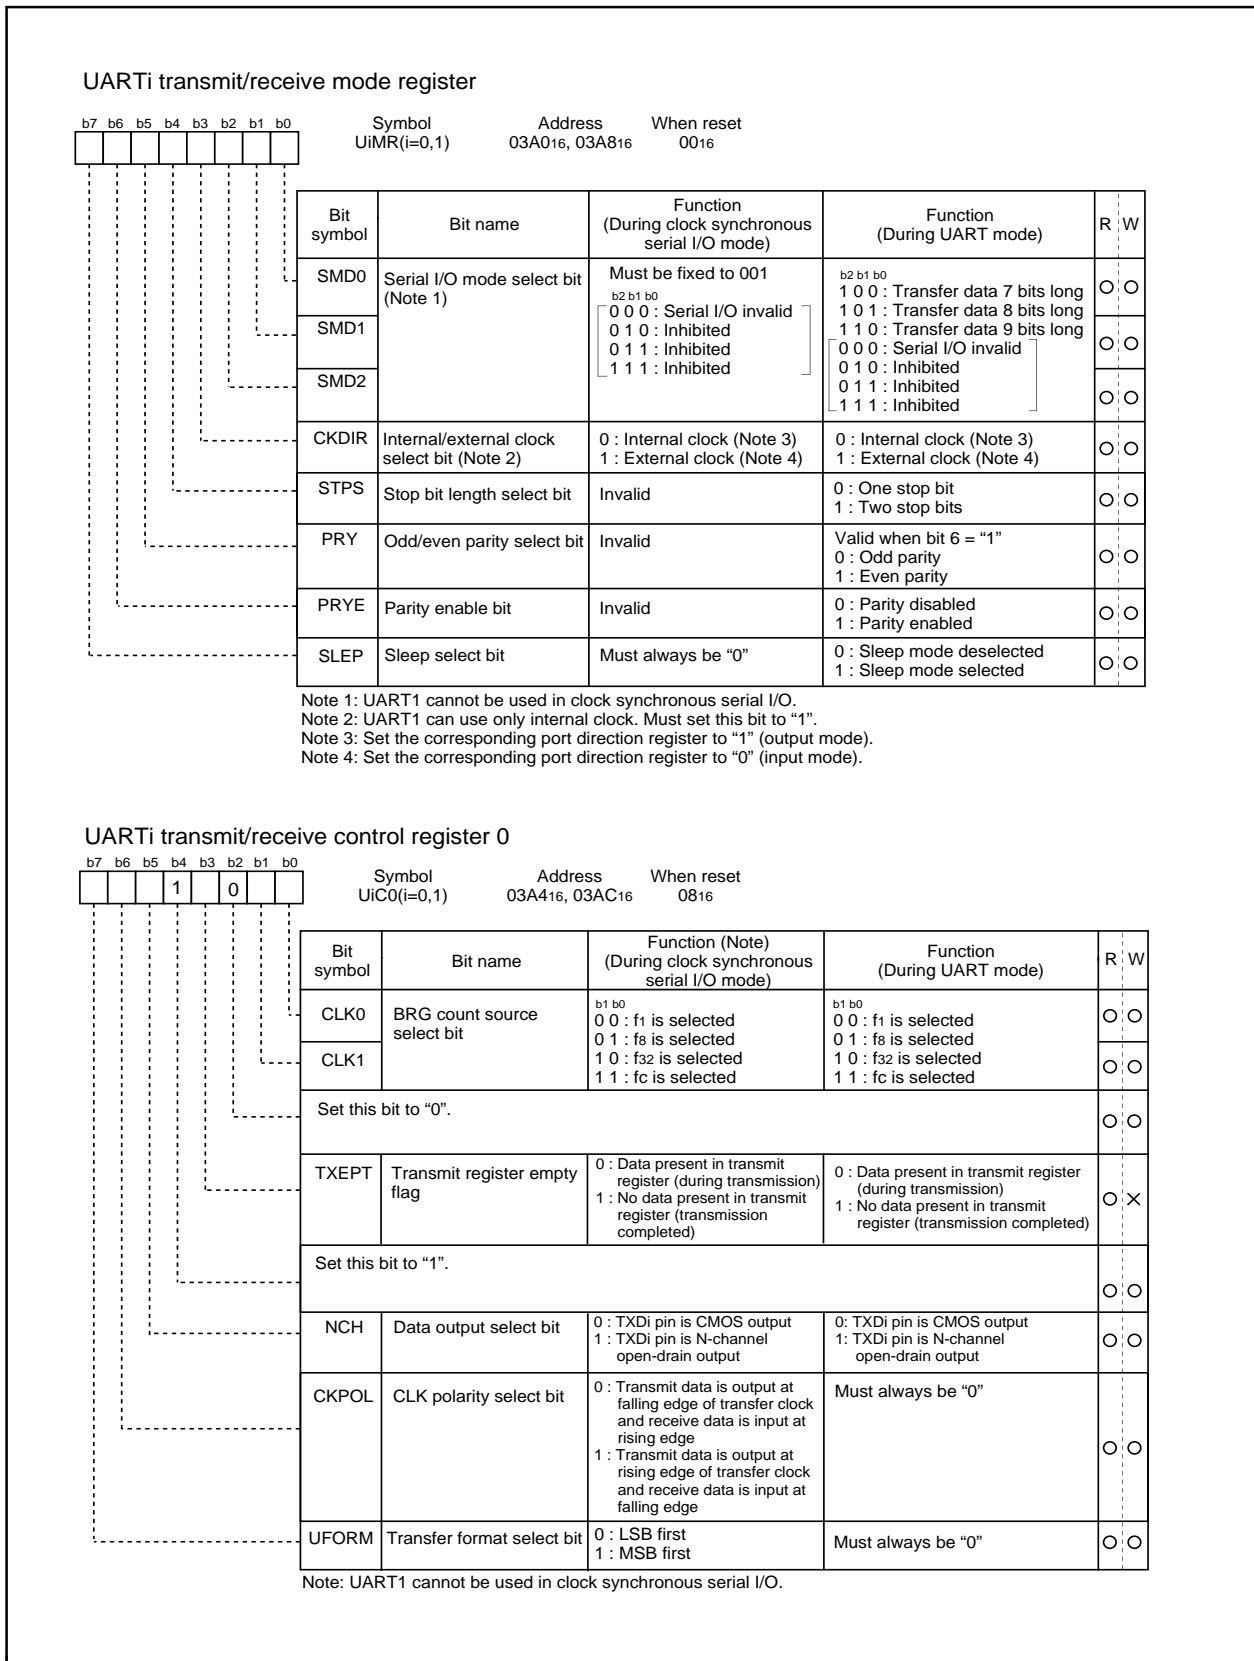 UARTi transmit/receive mode register
b7 b6 b5 b4 b3 b2 b1 b0
Symbol Address When reset
UiMR(i=0,1) 03A016, 03A816 0016
Bit symbol Bit name Function (During clock synchronous serial I/O mode) Function (During UART mode) R W
SMD0 Serial I/O mode select bit (Note 1)
SMD1
SMD2
Must be fixed to 001
b2 b1 b0
0 0 0 : Serial I/O invalid
0 1 0 : Inhibited
0 1 1 : Inhibited
1 1 1 : Inhibited
b2 b1 b0
1 0 0 : Transfer data 7 bits long
1 0 1 : Transfer data 8 bits long
1 1 0 : Transfer data 9 bits long
0 0 0 : Serial I/O invalid
0 1 0 : Inhibited
0 1 1 : Inhibited
1 1 1 : Inhibited
CKDIR Internal/external clock select bit (Note 2)
0 : Internal clock (Note 3)
1 : External clock (Note 4)
0 : Internal clock (Note 3)
1 : External clock (Note 4)
STPS Stop bit length select bit Invalid
0 : One stop bit
1 : Two stop bits
PRY Odd/even parity select bit Invalid
Valid when bit 6 = “1”
0 : Odd parity
1 : Even parity
PRYE Parity enable bit Invalid
0 : Parity disabled
1 : Parity enabled
SLEP Sleep select bit Must always be “0”
0 : Sleep mode deselected
1 : Sleep mode selected
Note 1: UART1 cannot be used in clock synchronous serial I/O.
Note 2: UART1 can use only internal clock. Must set this bit to “1”.
Note 3: Set the corresponding port direction register to “1” (output mode).
Note 4: Set the corresponding port direction register to “0” (input mode).
UARTi transmit/receive control register 0
b7 b6 b5 b4 b3 b2 b1 b0
1 0
Symbol Address When reset
UiC0(i=0,1) 03A416, 03AC16 0816
Bit symbol Bit name Function (Note) (During clock synchronous serial I/O mode) Function (During UART mode) R W
CLK0 BRG count source select bit
CLK1
b1 b0
0 0 : f1 is selected
0 1 : f8 is selected
1 0 : f32 is selected
1 1 : fc is selected
b1 b0
0 0 : f1 is selected
0 1 : f8 is selected
1 0 : f32 is selected
1 1 : fc is selected
Set this bit to “0”.
TXEPT Transmit register empty flag
0 : Data present in transmit
register (during transmission)
1 : No data present in transmit
register (transmission
completed)
0 : Data present in transmit register
(during transmission)
1 : No data present in transmit
register (transmission completed)
Set this bit to “1”.
NCH Data output select bit
0 : TXDi pin is CMOS output
1 : TXDi pin is N-channel
open-drain output
0: TXDi pin is CMOS output
1: TXDi pin is N-channel
open-drain output
CKPOL CLK polarity select bit
0 : Transmit data is output at
falling edge of transfer clock
and receive data is input at
rising edge
1 : Transmit data is output at
rising edge of transfer clock
and receive data is input at
falling edge
Must always be “0”
UFORM Transfer format select bit
0 : LSB first
1 : MSB first
Must always be “0”
Note: UART1 cannot be used in clock synchronous serial I/O.